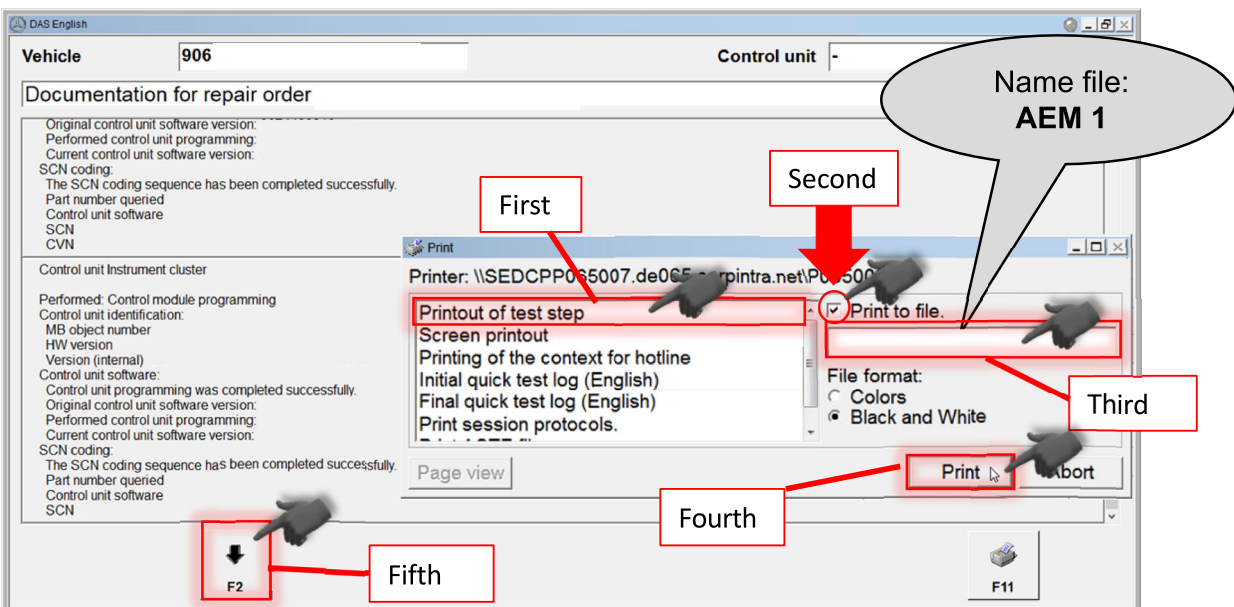 DAS English
Vehicle 906 Control unit -
Documentation for repair order
Name file:
AEM 1
Original control unit software version:
Performed control unit programming:
Current control unit software version:
SCN coding:
The SCN coding sequence has been completed successfully.
Part number queried
Control unit software
SCN
CVN
Control unit Instrument cluster
Performed: Control module programming
Control unit identification:
MB object number
HW version
Version (internal)
Control unit software:
Control unit programming was completed successfully.
Original control unit software version:
Performed control unit programming:
Current control unit software version:
SCN coding:
The SCN coding sequence has been completed successfully.
Part number queried
Control unit software
SCN
First
Second
Print
Printer:
Printout of test step
Screen printout
Printing of the context for hotline
Initial quick test log (English)
Final quick test log (English)
Print session protocols.
Print to file.
File format:
Colors
Black and White
Third
Page view
Print
Abort
Fourth
Fifth
F2
F11